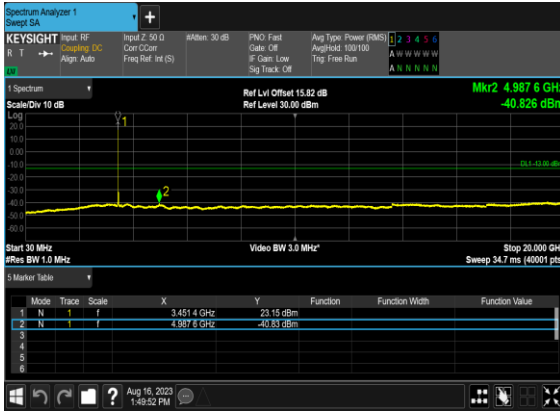 Spectrum Analyzer 1
Swept SA
+
KEYSIGHT Input: RF Input Z: 50 Ω #Atten: 30 dB PNO: Fast Avg Type: Power (RMS) 1 2 3 4 5 6
R T Coupling: DC Corr CCorr Gate: Off Avg|Hold: 100/100 A W W W W W
Align: Auto Freq Ref: Int (S) IF Gain: Low Trig: Free Run
Sig Track: Off A N N N N N
1 Spectrum Ref Lvl Offset 15.82 dB Mkr2 4.987 6 GHz
Scale/Div 10 dB Ref Level 30.00 dBm -40.826 dBm
Log
20.0
10.0
0.00
-10.0
-20.0
-30.0
-40.0
-50.0
-60.0
1
2
DL1 -13.00 dBm
Start 30 MHz Video BW 3.0 MHz* Stop 20.000 GHz
#Res BW 1.0 MHz Sweep 34.7 ms (40001 pts)
5 Marker Table
Mode Trace Scale X Y Function Function Width Function Value
1 N 1 f 3.451 4 GHz 23.15 dBm
2 N 1 f 4.987 6 GHz -40.83 dBm
3
4
5
6
? Aug 16, 2023
1:49:52 PM